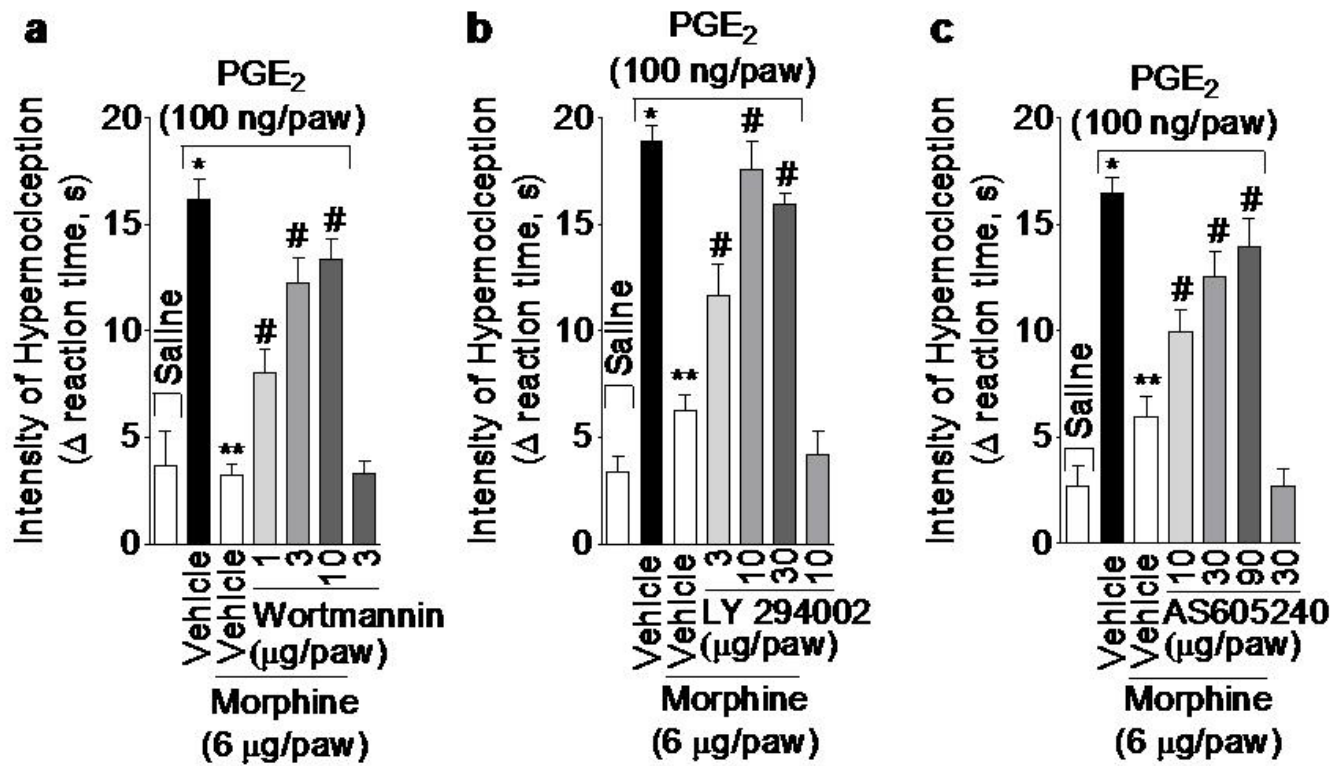 a
PGE2
(100 ng/paw)
Intensity of Hypernociception
(Δ reaction time, s)
20
15
10
5
0
Saline
*
**
#
#
#
Vehicle
Vehicle
1
3
10
3
Wortmannin
(μg/paw)
Morphine
(6 μg/paw)
b
PGE2
(100 ng/paw)
Intensity of Hypernociception
(Δ reaction time, s)
20
15
10
5
0
Saline
*
**
#
#
#
Vehicle
Vehicle
3
10
30
10
LY 294002
(μg/paw)
Morphine
(6 μg/paw)
c
PGE2
(100 ng/paw)
Intensity of Hypernociception
(Δ reaction time, s)
20
15
10
5
0
Saline
*
**
#
#
#
Vehicle
Vehicle
10
30
90
30
AS605240
(μg/paw)
Morphine
(6 μg/paw)